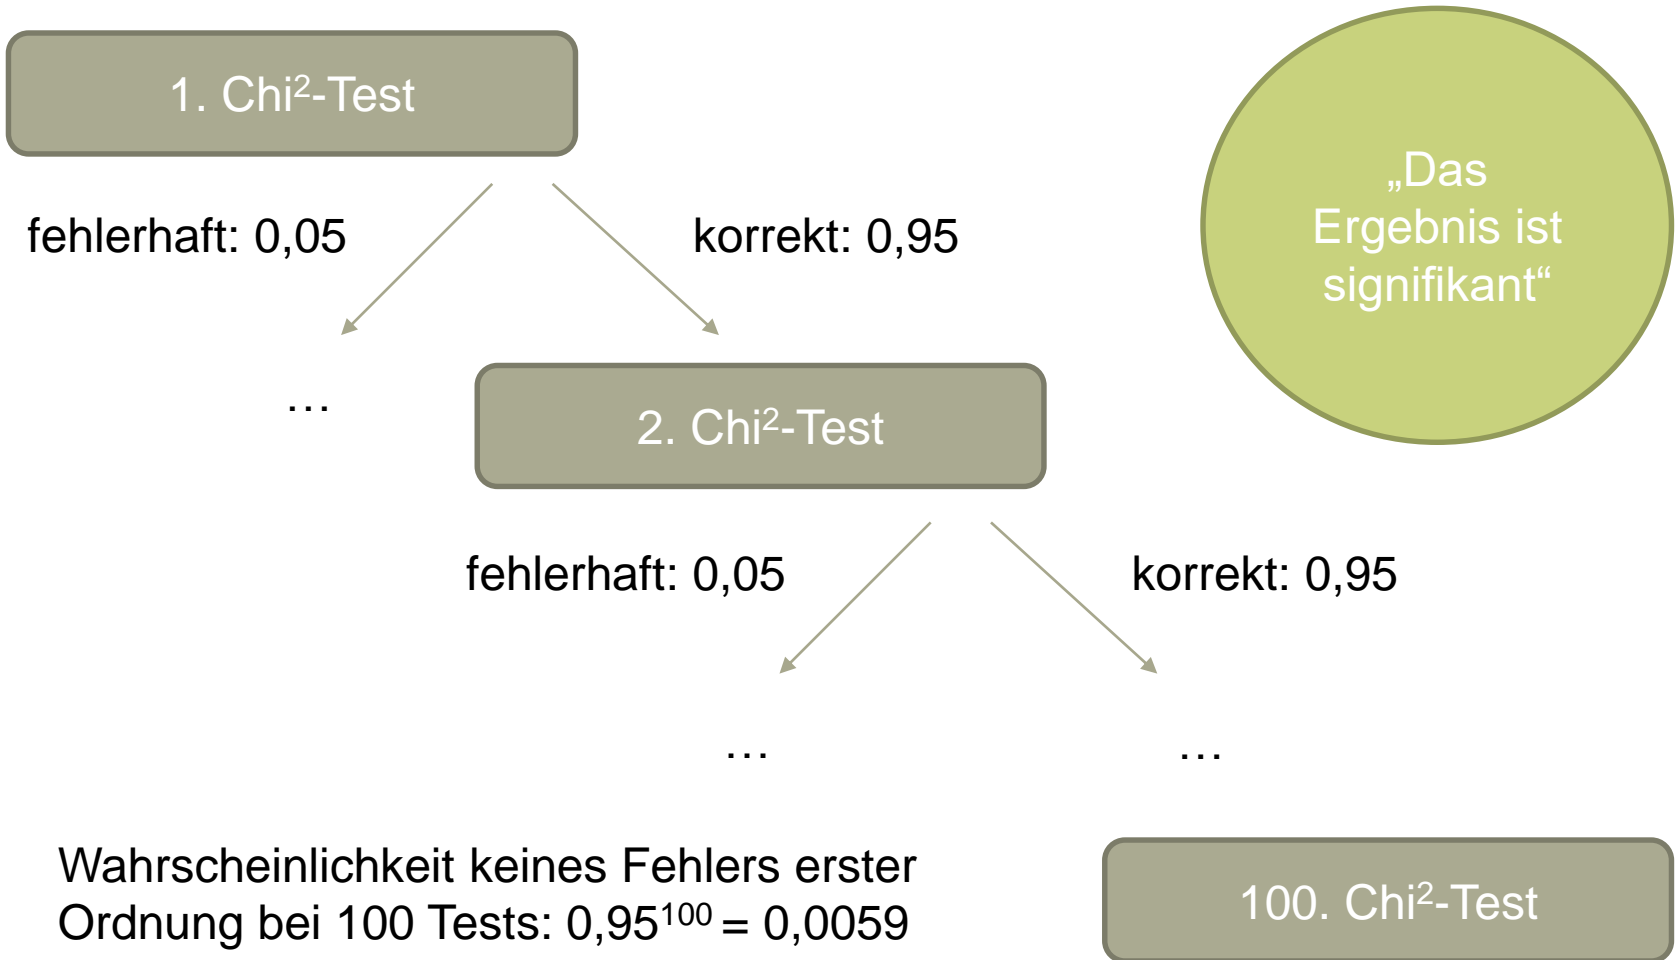 1. Chi²-Test
fehlerhaft: 0,05
korrekt: 0,95
„Das
Ergebnis ist
signifikant“
…
2. Chi²-Test
fehlerhaft: 0,05
korrekt: 0,95
…
…
Wahrscheinlichkeit keines Fehlers erster
Ordnung bei 100 Tests: 0,95¹⁰⁰ = 0,0059
100. Chi²-Test